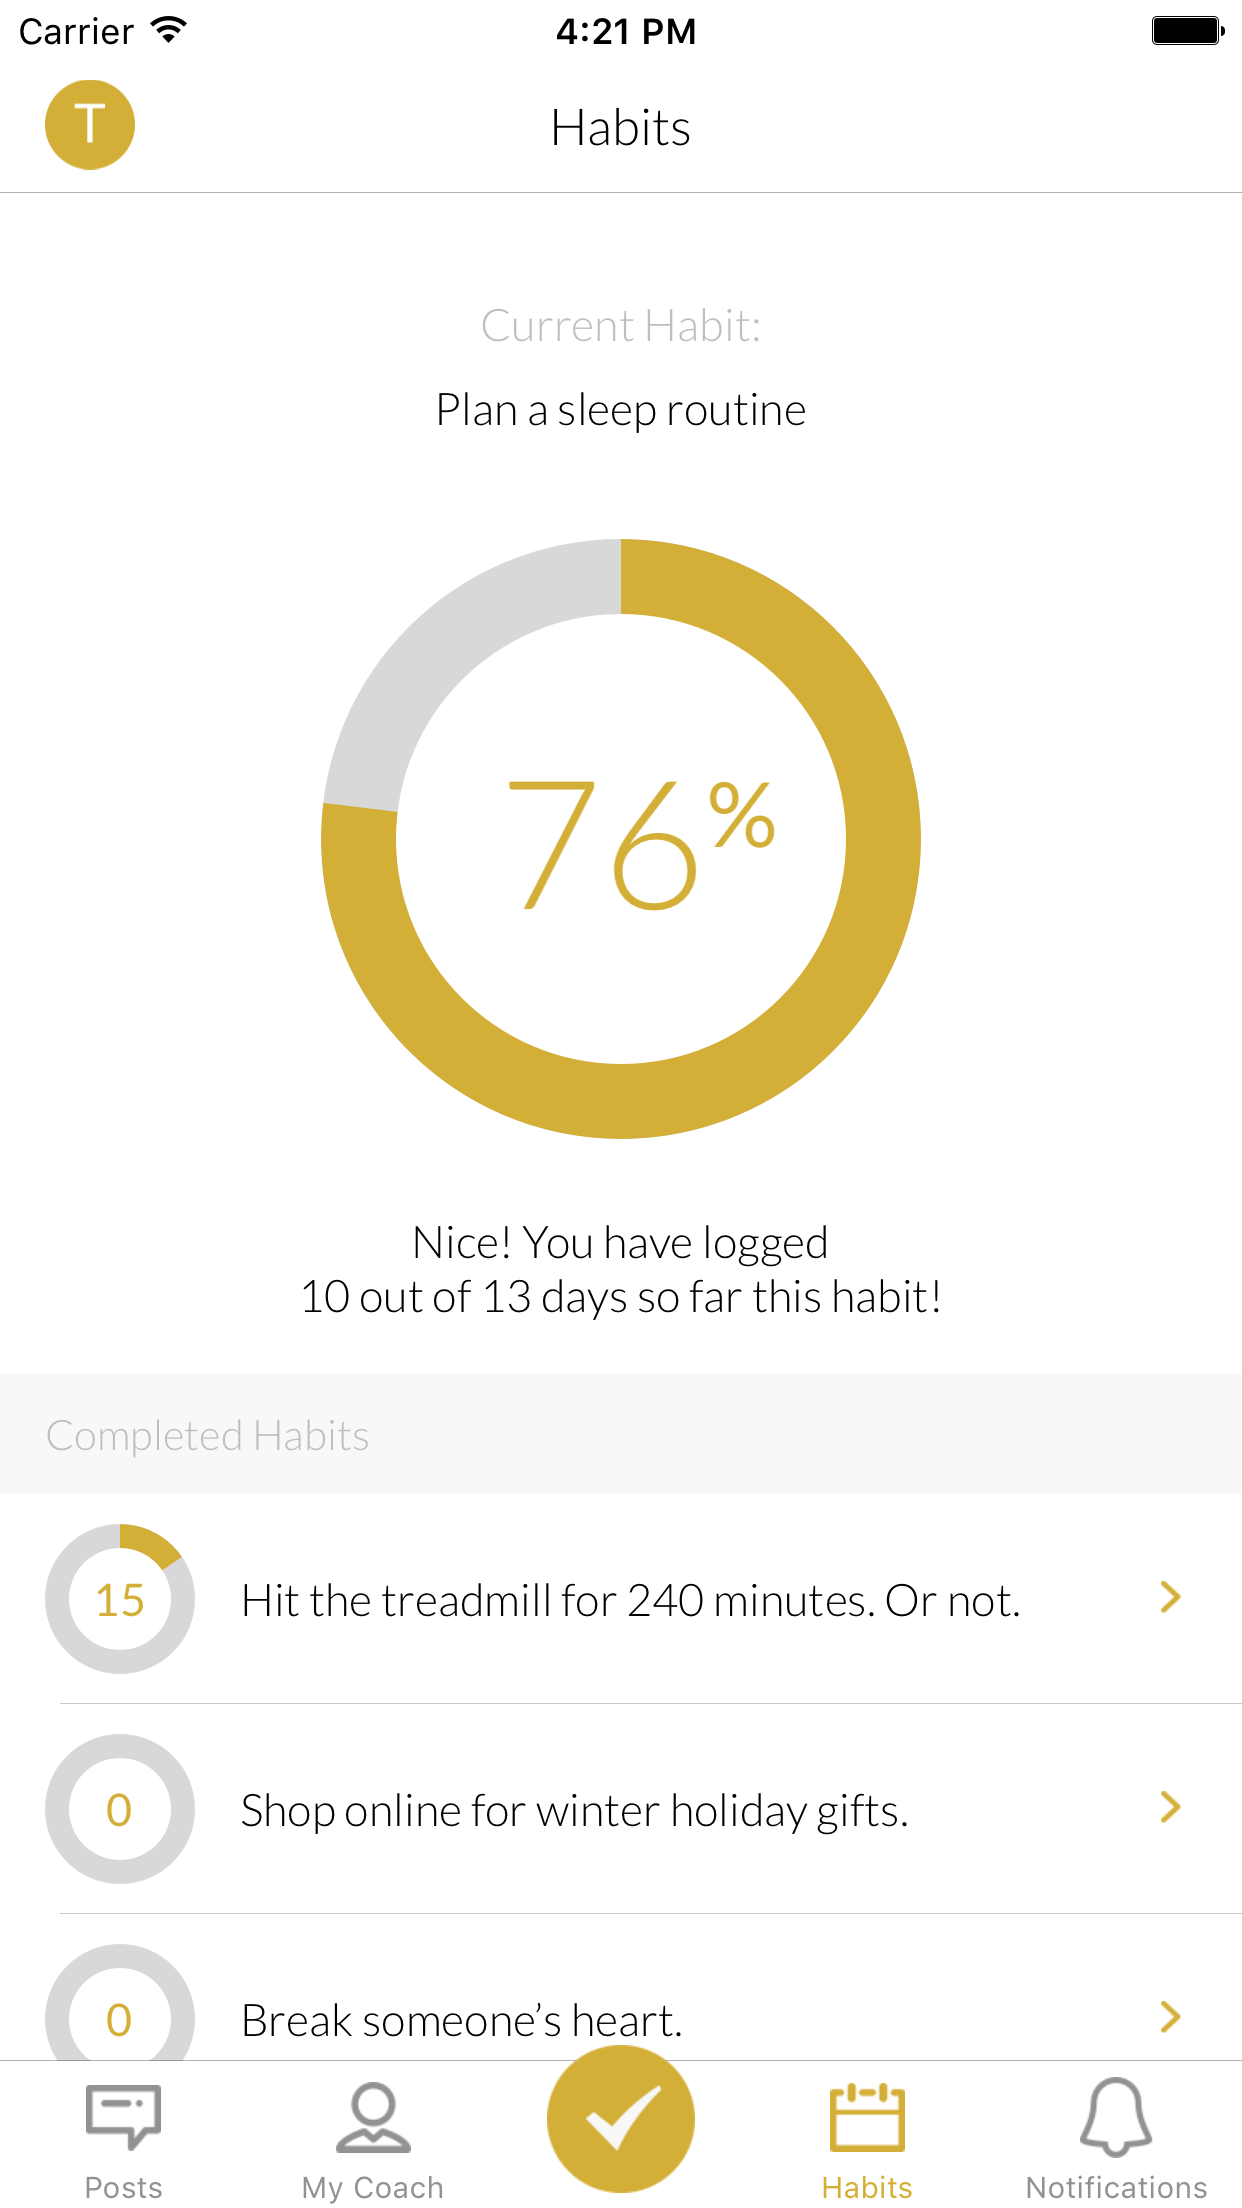 Carrier 4:21 PM
T Habits
Current Habit:
Plan a sleep routine
76%
Nice! You have logged
10 out of 13 days so far this habit!
Completed Habits
15 Hit the treadmill for 240 minutes. Or not.
0 Shop online for winter holiday gifts.
0 Break someone’s heart.
Posts My Coach Habits Notifications